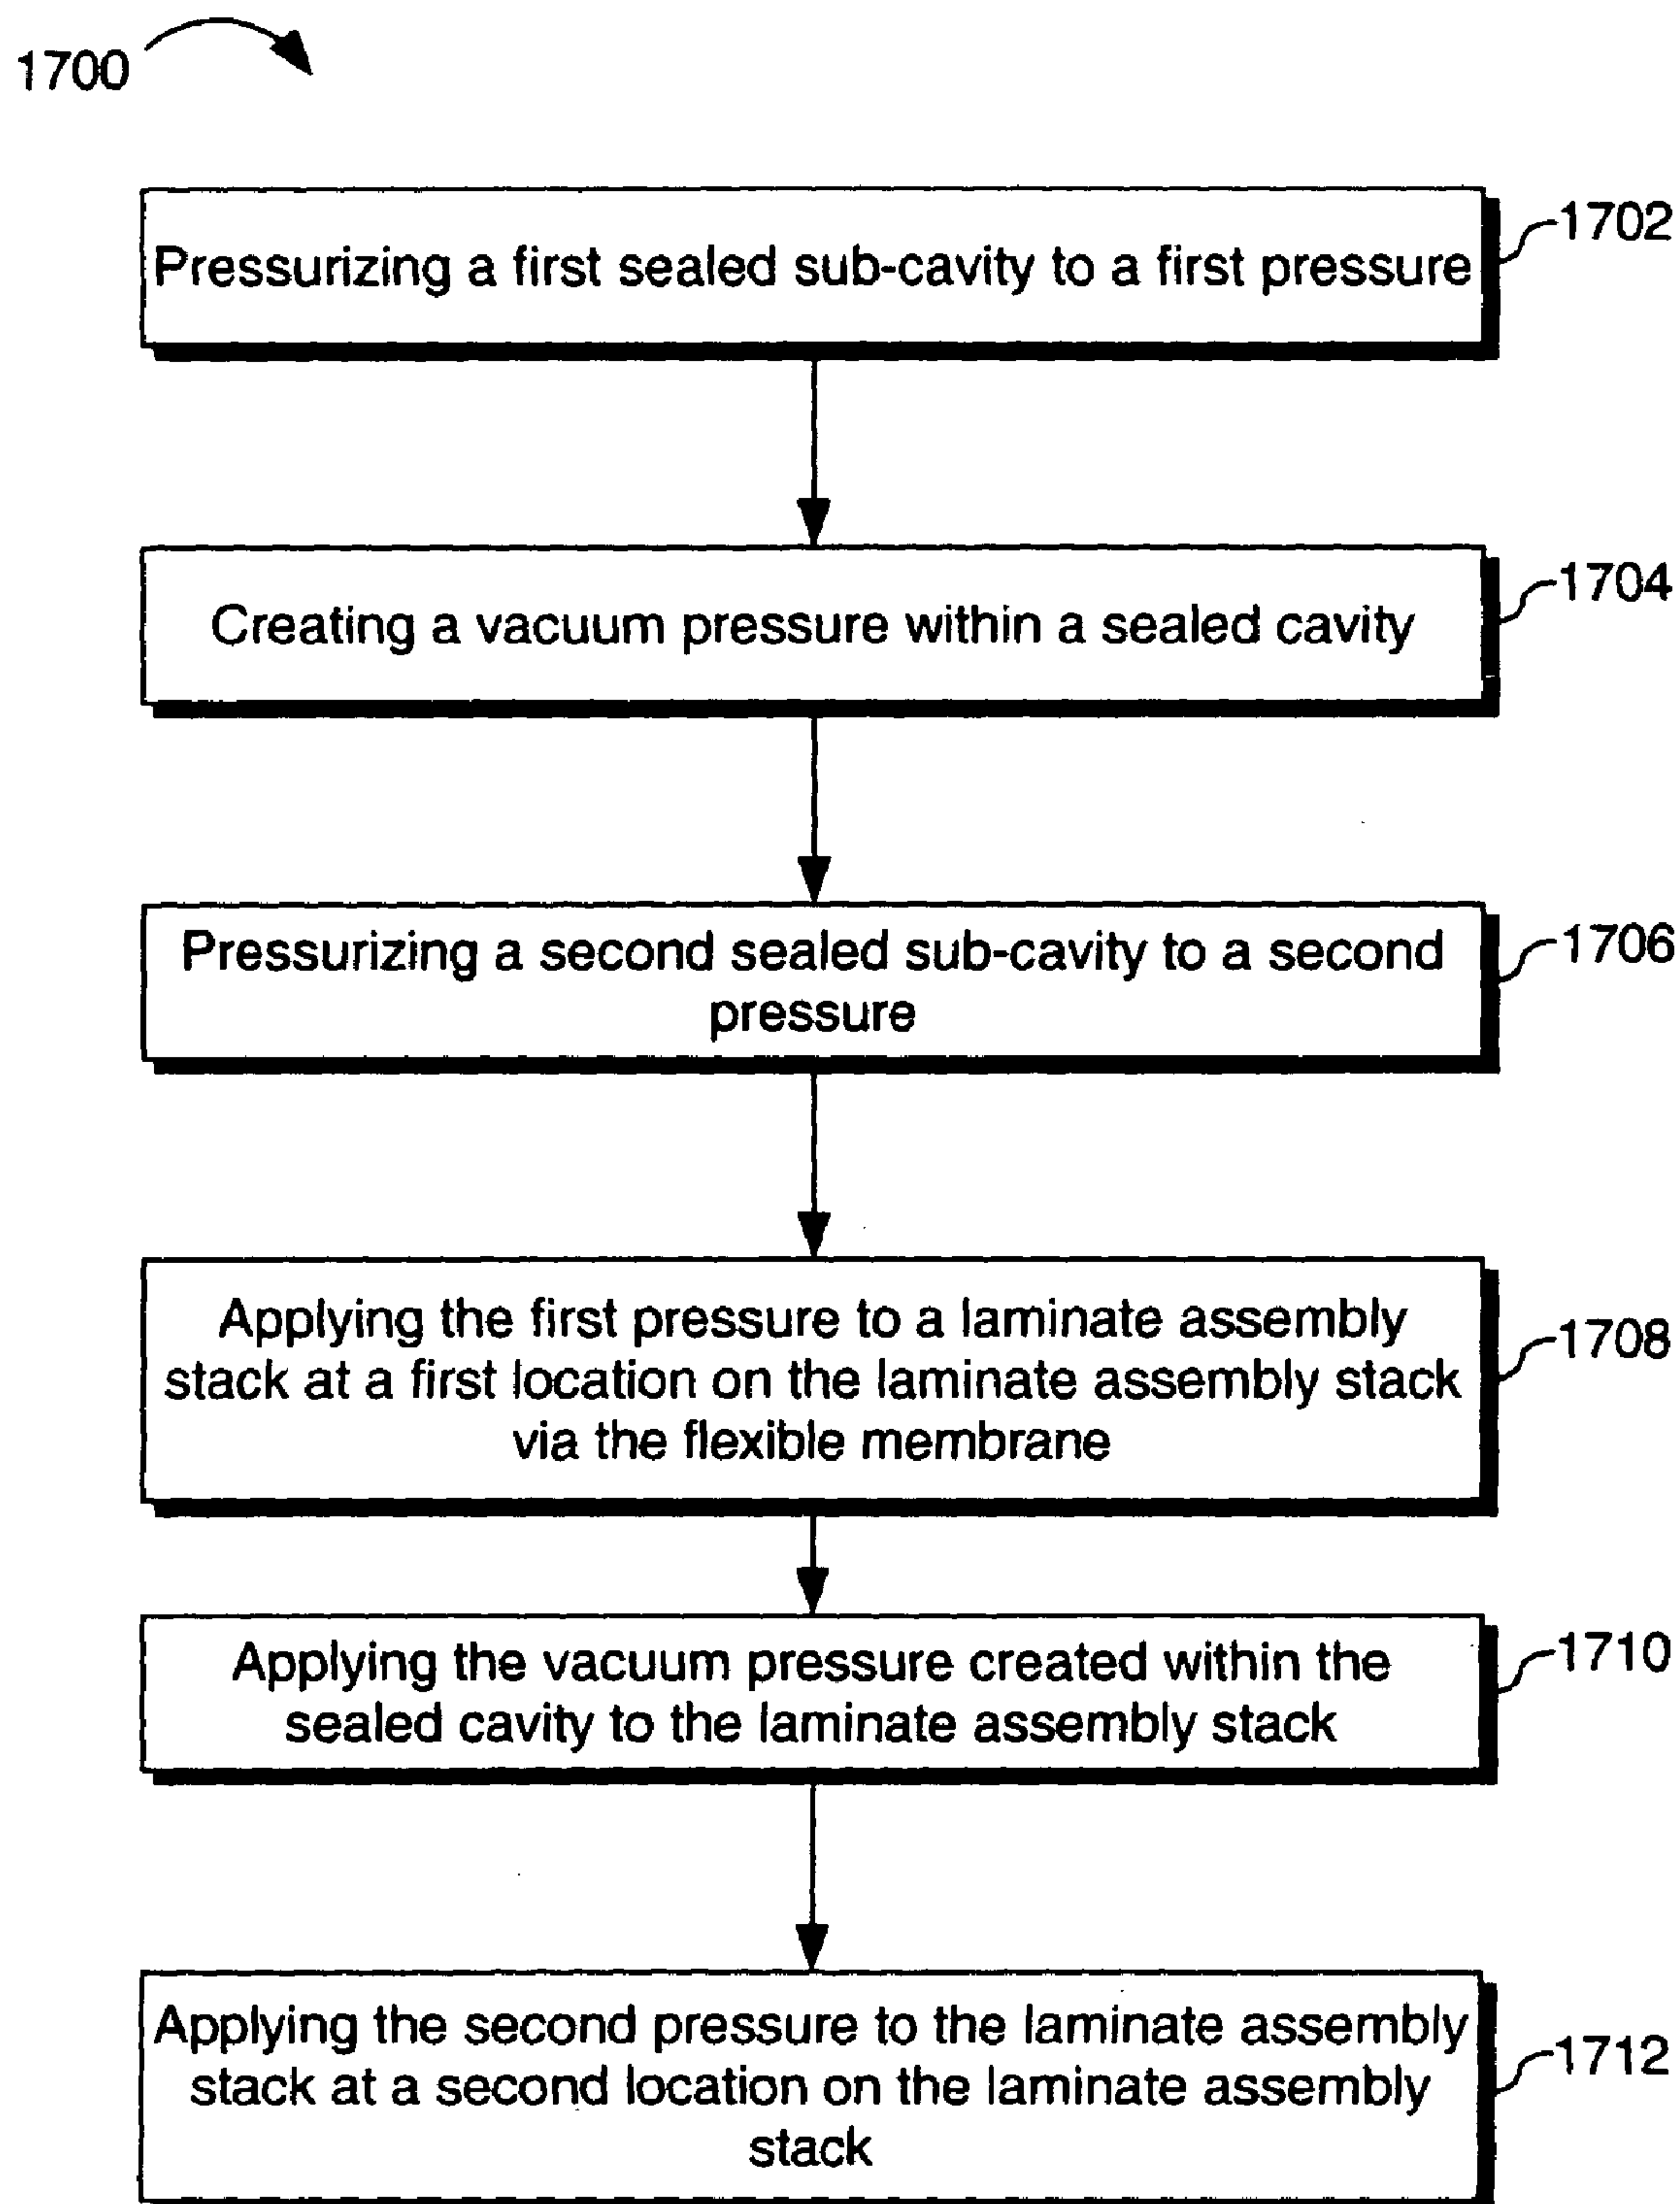 1700
Pressurizing a first sealed sub-cavity to a first pressure
1702
Creating a vacuum pressure within a sealed cavity
1704
Pressurizing a second sealed sub-cavity to a second
pressure
1706
Applying the first pressure to a laminate assembly
stack at a first location on the laminate assembly stack
via the flexible membrane
1708
Applying the vacuum pressure created within the
sealed cavity to the laminate assembly stack
1710
Applying the second pressure to the laminate assembly
stack at a second location on the laminate assembly
stack
1712